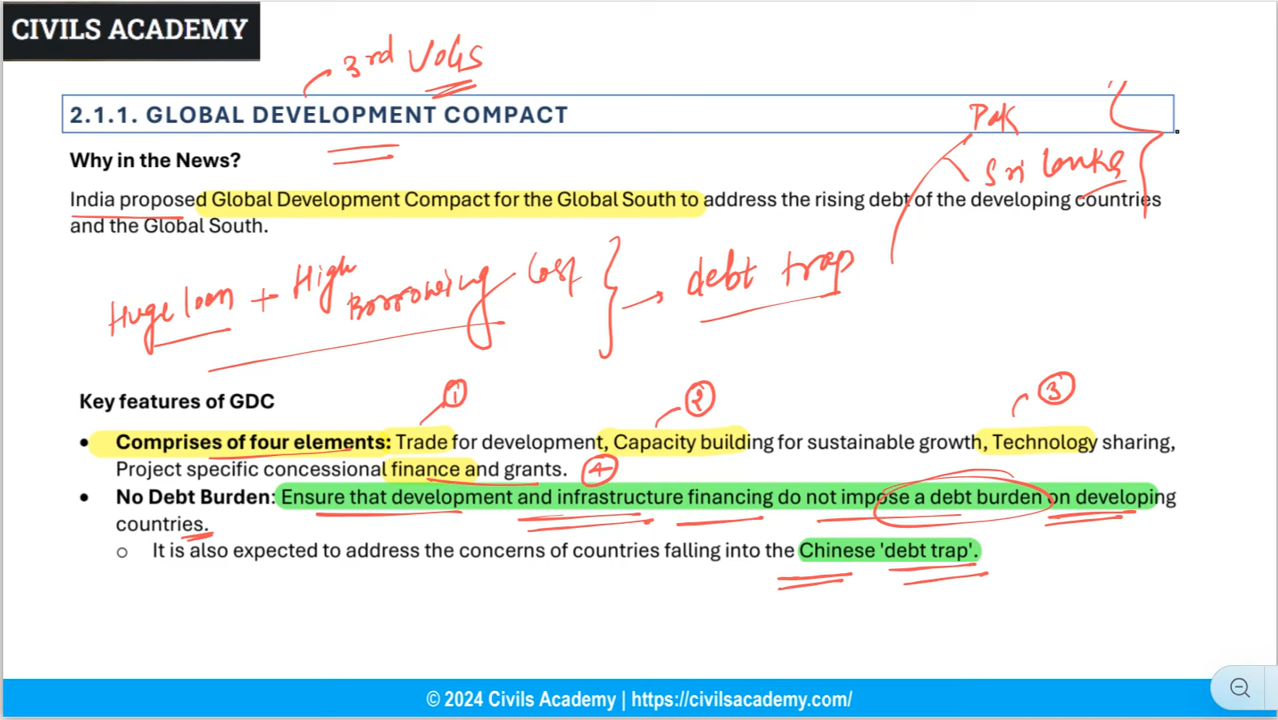 CIVILS ACADEMY
3rd VOGS
2.1.1. GLOBAL DEVELOPMENT COMPACT
Pak
Sri Lanka
Why in the News?
India proposed Global Development Compact for the Global South to address the rising debt of the developing countries
and the Global South.
Huge loan + High Borrowing Cost → debt trap
Key features of GDC
① ② ③
• Comprises of four elements: Trade for development, Capacity building for sustainable growth, Technology sharing,
Project specific concessional finance and grants. ④
• No Debt Burden: Ensure that development and infrastructure financing do not impose a debt burden on developing
countries.
o It is also expected to address the concerns of countries falling into the Chinese 'debt trap'.
© 2024 Civils Academy | https://civilsacademy.com/